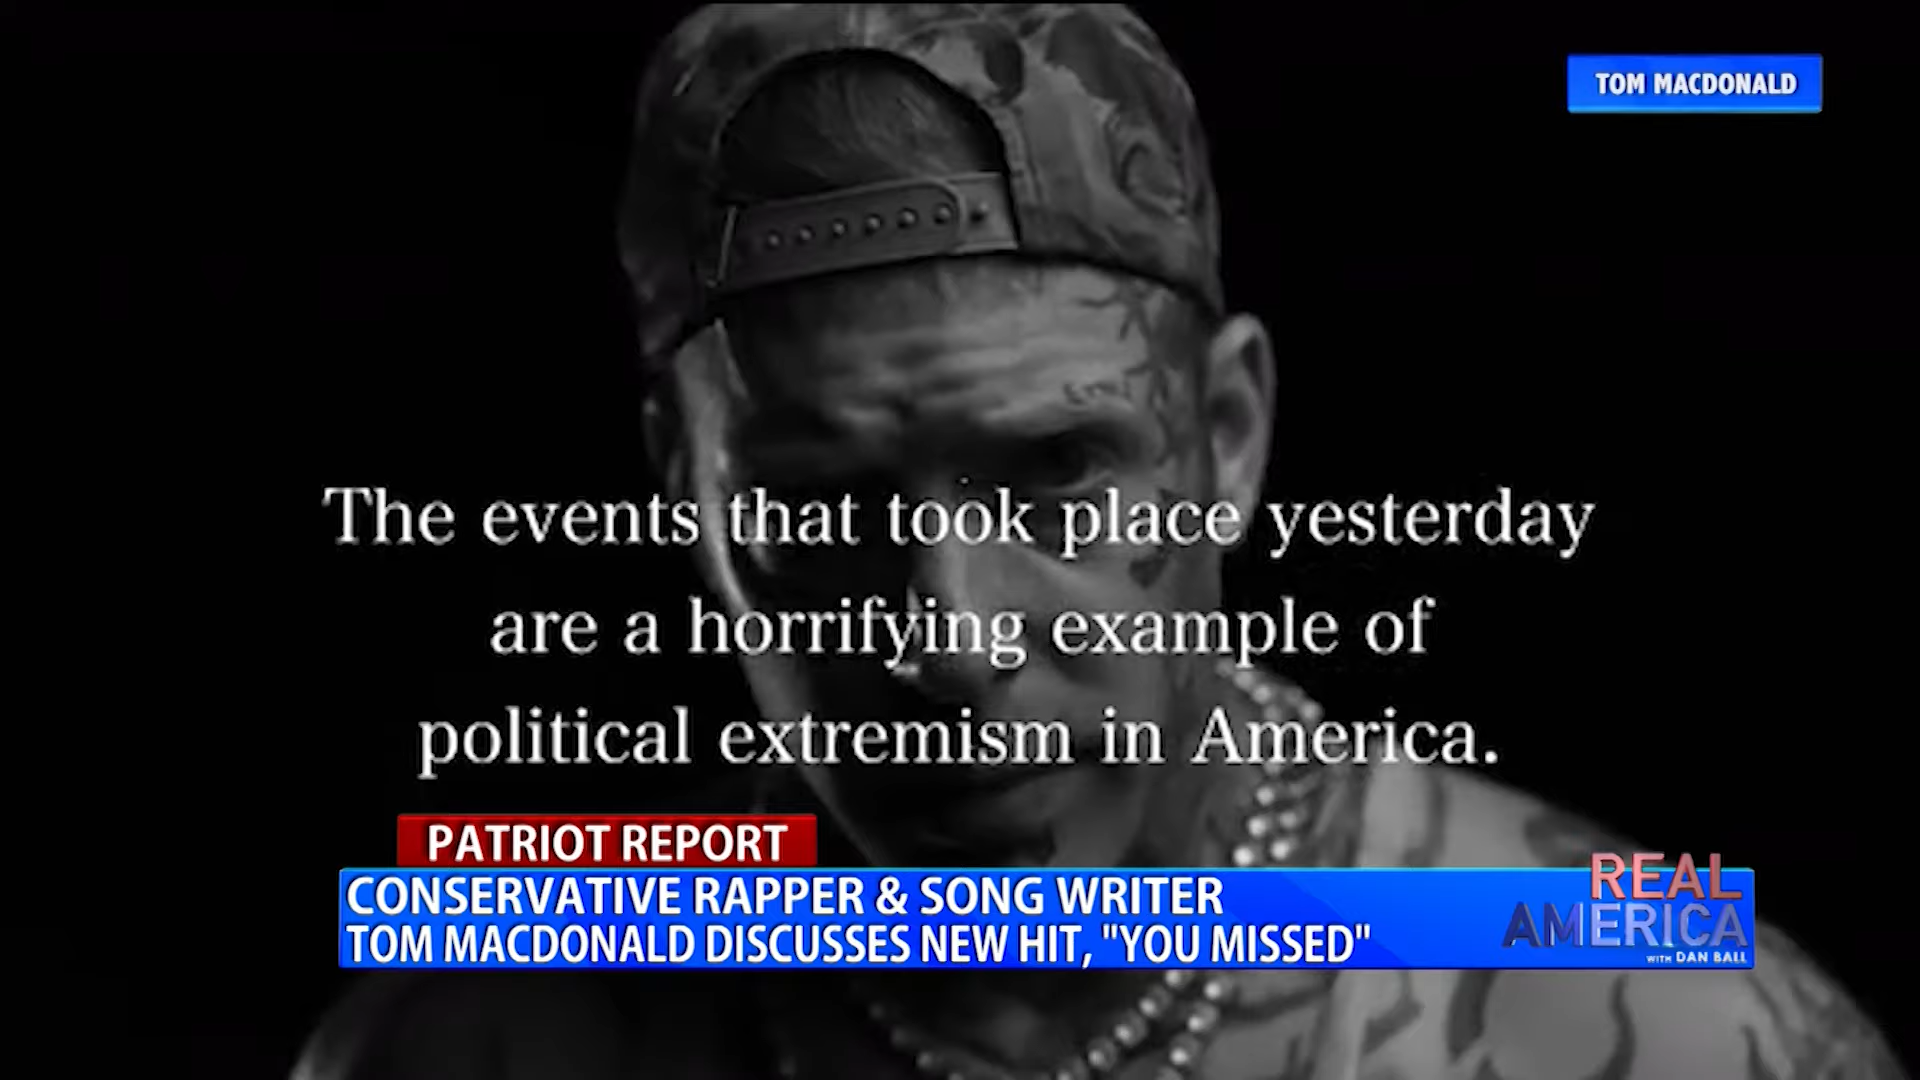 TOM MACDONALD
The events that took place yesterday
are a horrifying example of
political extremism in America.
PATRIOT REPORT
CONSERVATIVE RAPPER & SONG WRITER
TOM MACDONALD DISCUSSES NEW HIT, "YOU MISSED"
REAL
AMERICA
WITH DAN BALL